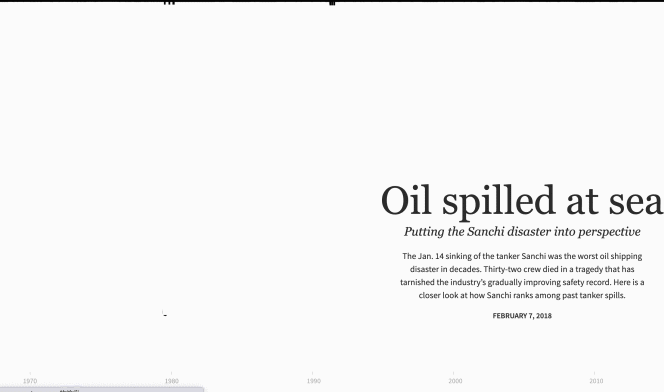 Oil spilled at sea
Putting the Sanchi disaster into perspective
The Jan. 14 sinking of the tanker Sanchi was the worst oil shipping
disaster in decades. Thirty-two crew died in a tragedy that has
tarnished the industry's gradually improving safety record. Here is a
closer look at how Sanchi ranks among past tanker spills.
FEBRUARY 7, 2018
1970 1980 1990 2000 2010